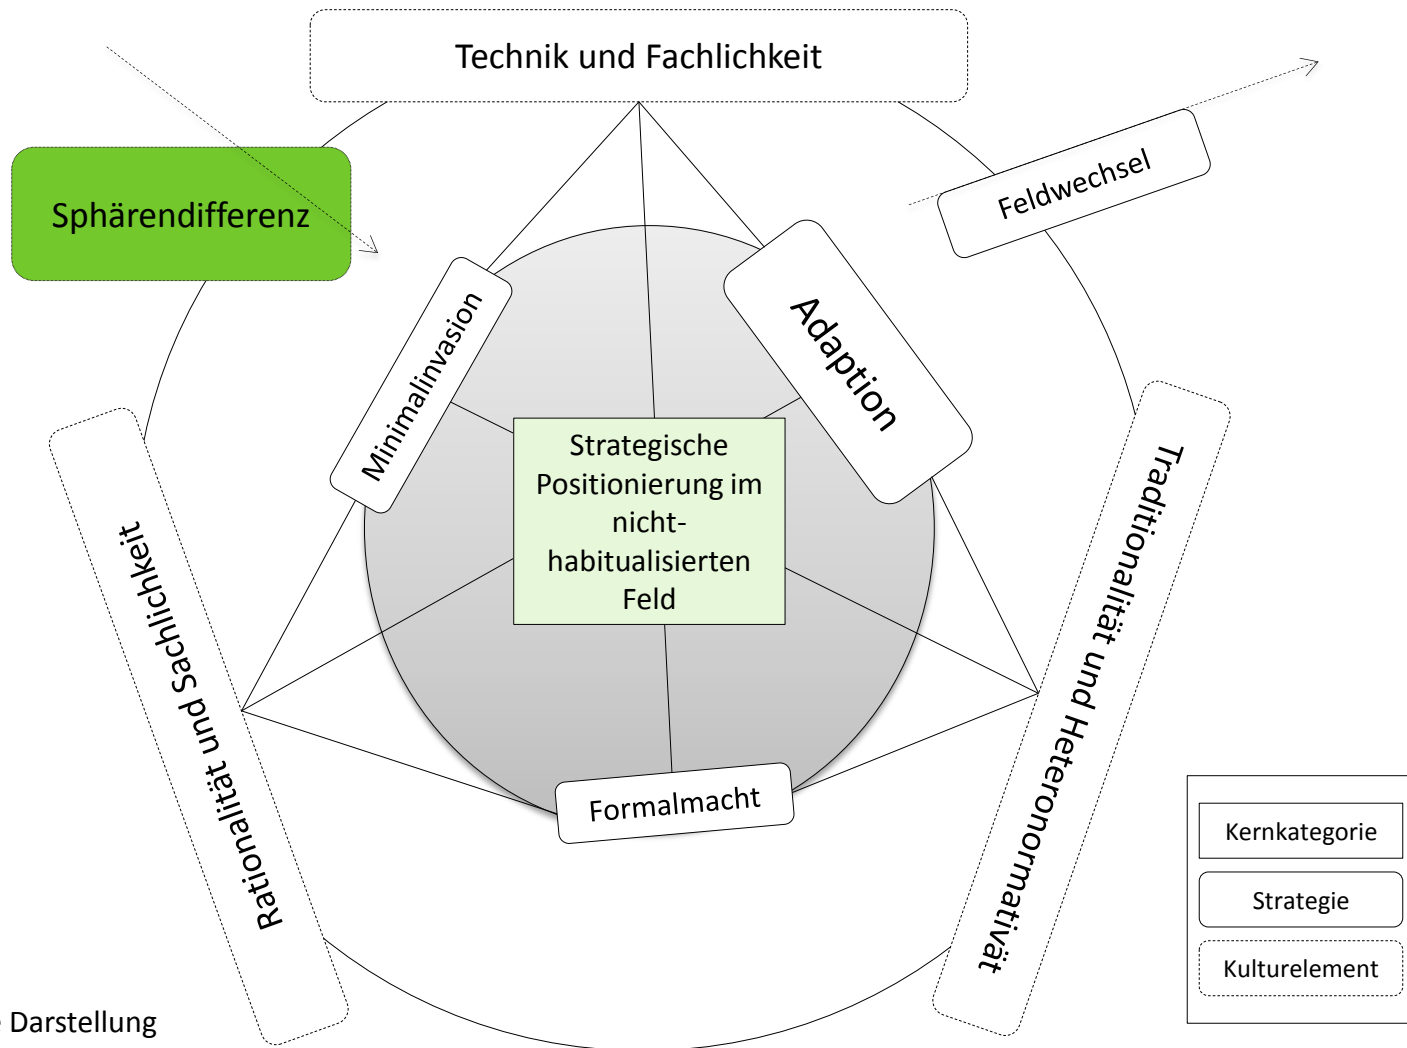 Technik und Fachlichkeit
Feldwechsel
Sphärendifferenz
Minimalinvasion
Adaption
Strategische
Positionierung im
nicht-
habitualisierten
Feld
Rationalität und Sachlichkeit
Traditionalität und Heteronormativät
Formalmacht
Kernkategorie
Strategie
Kulturelement
Darstellung